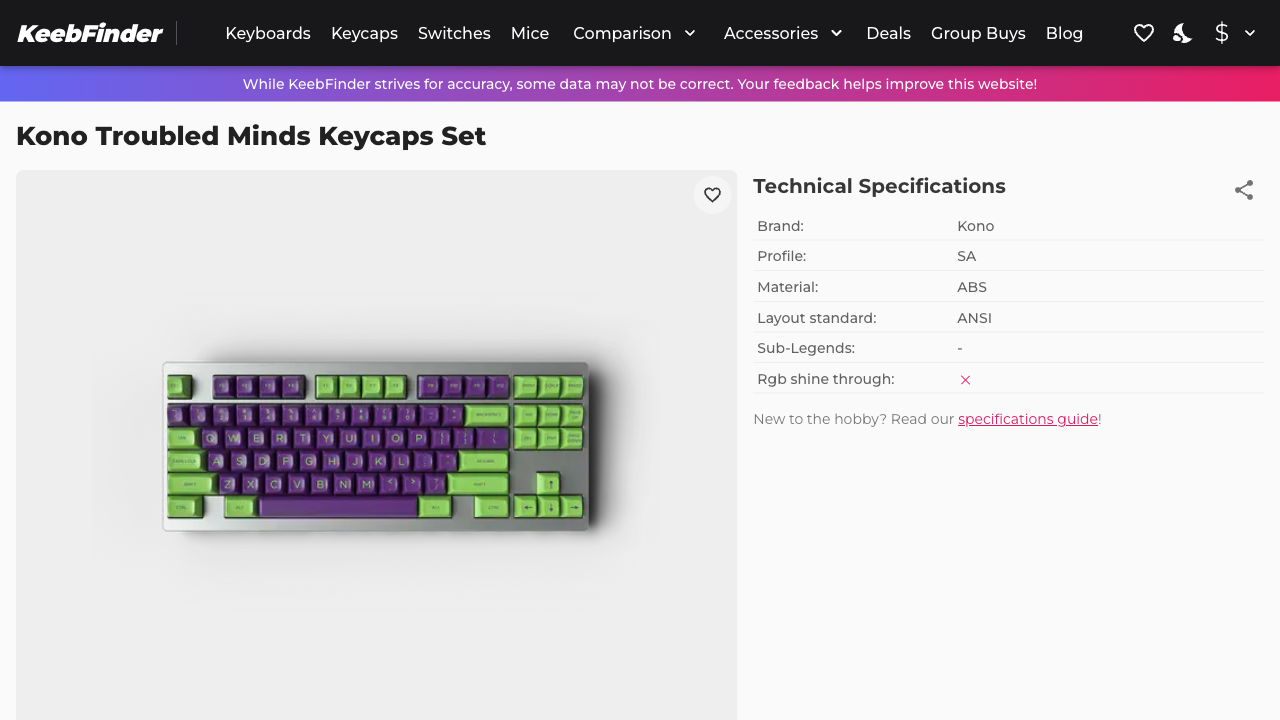 KeebFinder
Keyboards Keycaps Switches Mice Comparison Accessories Deals Group Buys Blog
While KeebFinder strives for accuracy, some data may not be correct. Your feedback helps improve this website!
Kono Troubled Minds Keycaps Set
Technical Specifications
Brand: Kono
Profile: SA
Material: ABS
Layout standard: ANSI
Sub-Legends: -
Rgb shine through:
New to the hobby? Read our specifications guide!
BACKSPACE
Q W E R T Y U I O P
A S D F G H J K L
Z X C V B N M < >
CTRL ALT